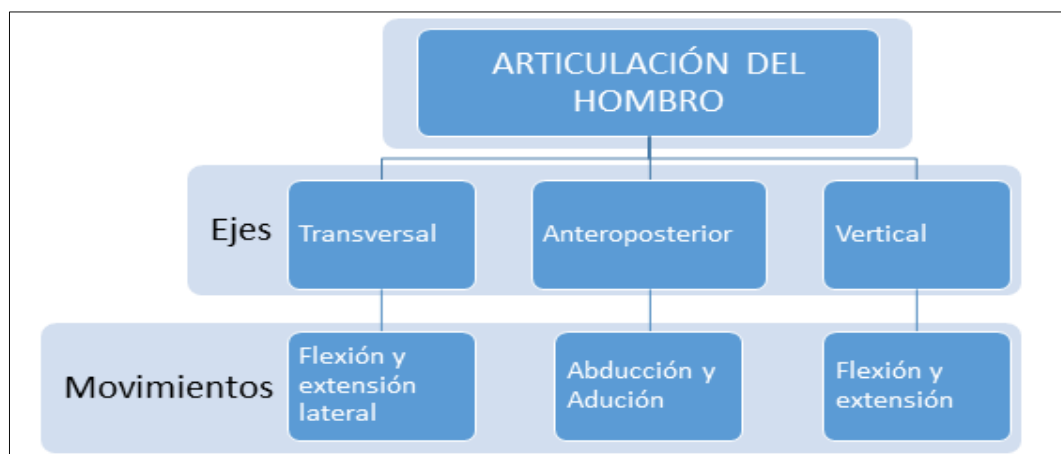 ARTICULACIÓN DEL
HOMBRO
Ejes
Transversal
Anteroposterior
Vertical
Movimientos
Flexión y
extensión
lateral
Abducción y
Adución
Flexión y
extensión